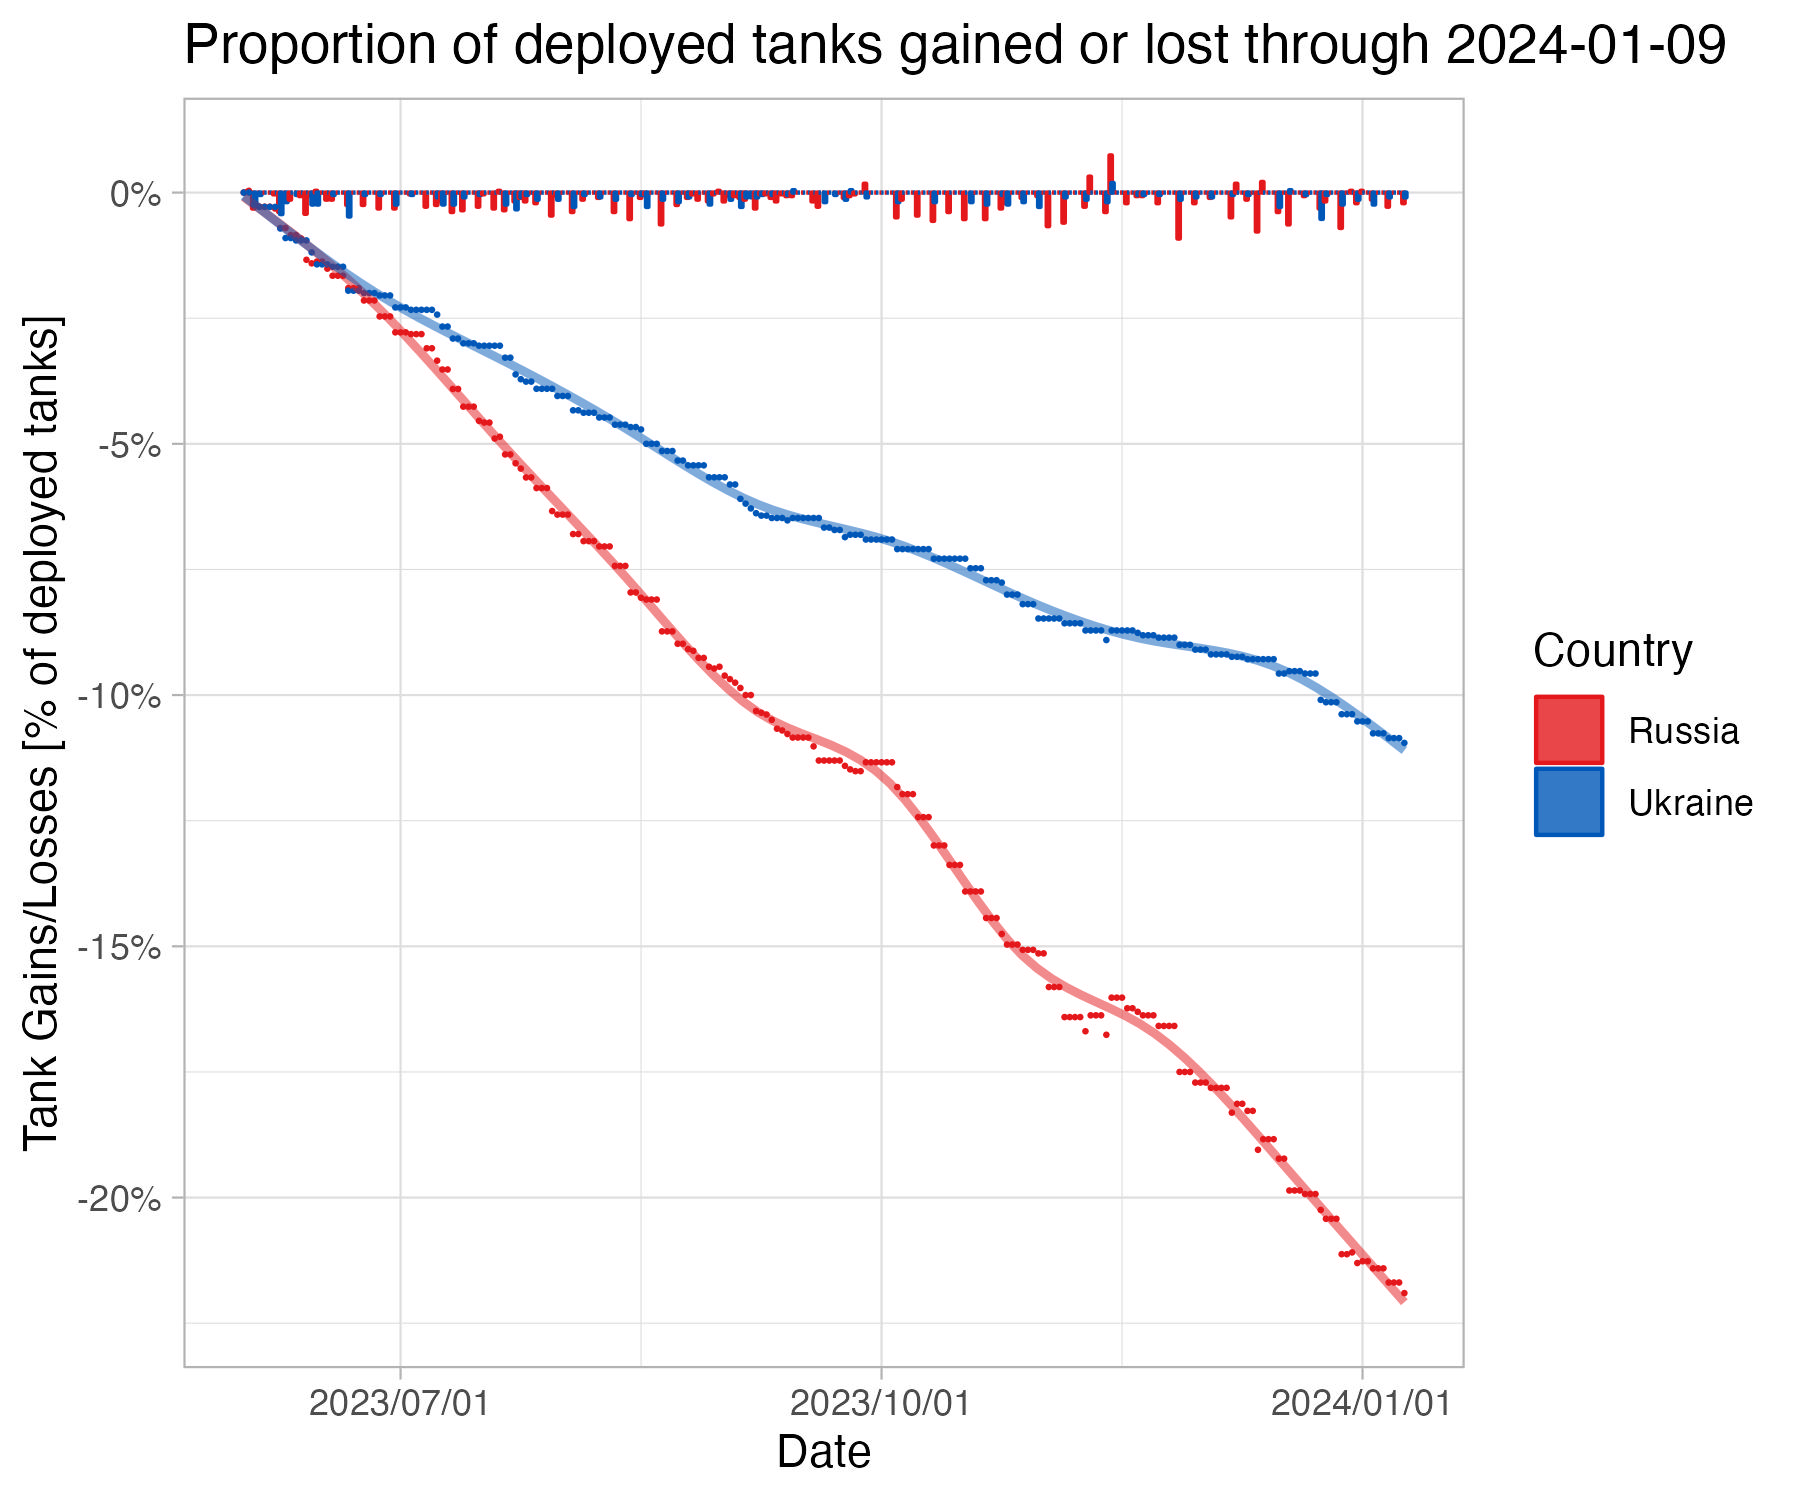 Proportion of deployed tanks gained or lost through 2024-01-09
Tank Gains/Losses [% of deployed tanks]
0%
-5%
-10%
-15%
-20%
2023/07/01
2023/10/01
2024/01/01
Date
Country
Russia
Ukraine